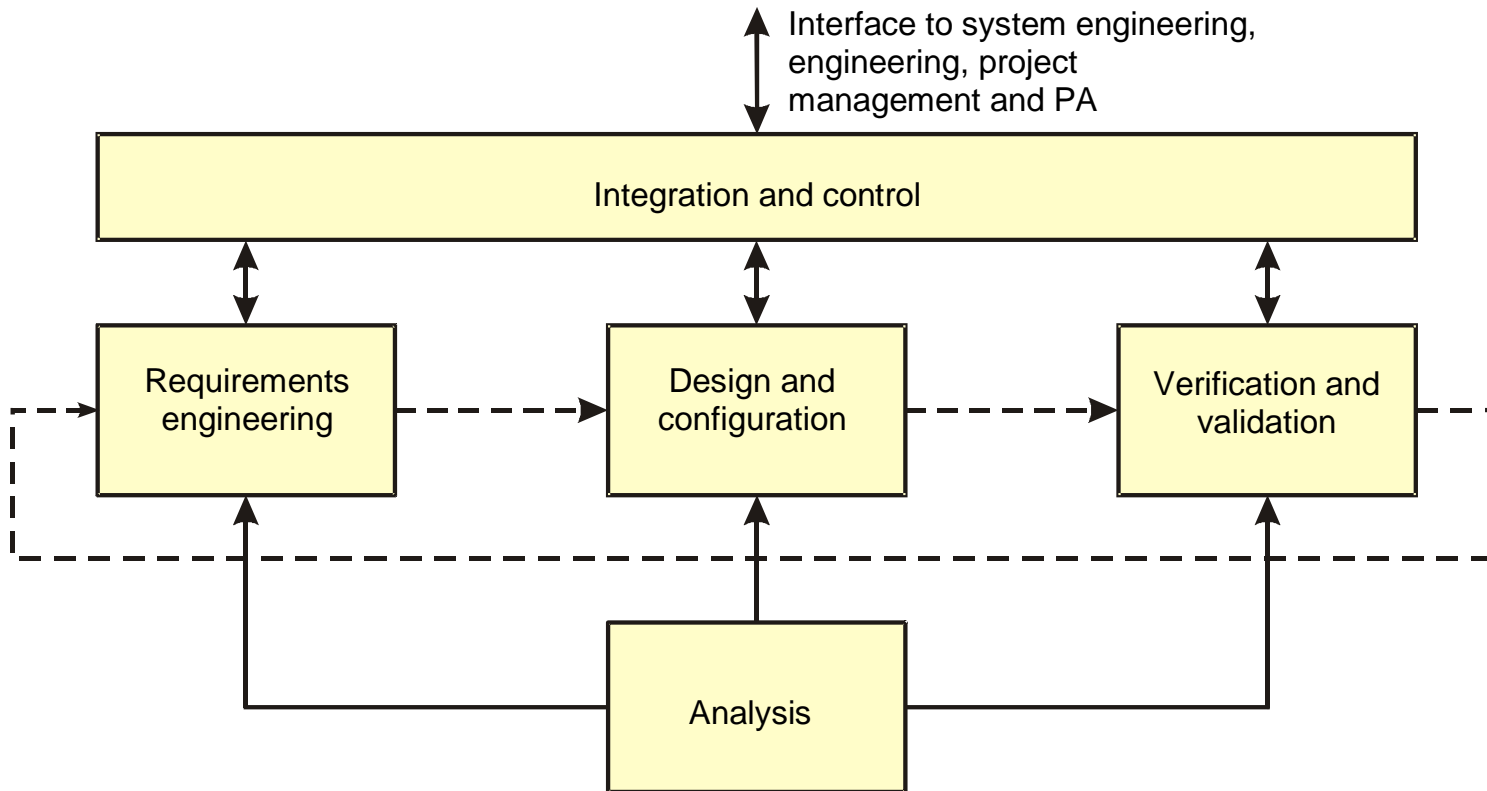 Interface to system engineering,
engineering, project
management and PA
Integration and control
Requirements
engineering
Design and
configuration
Verification and
validation
Analysis